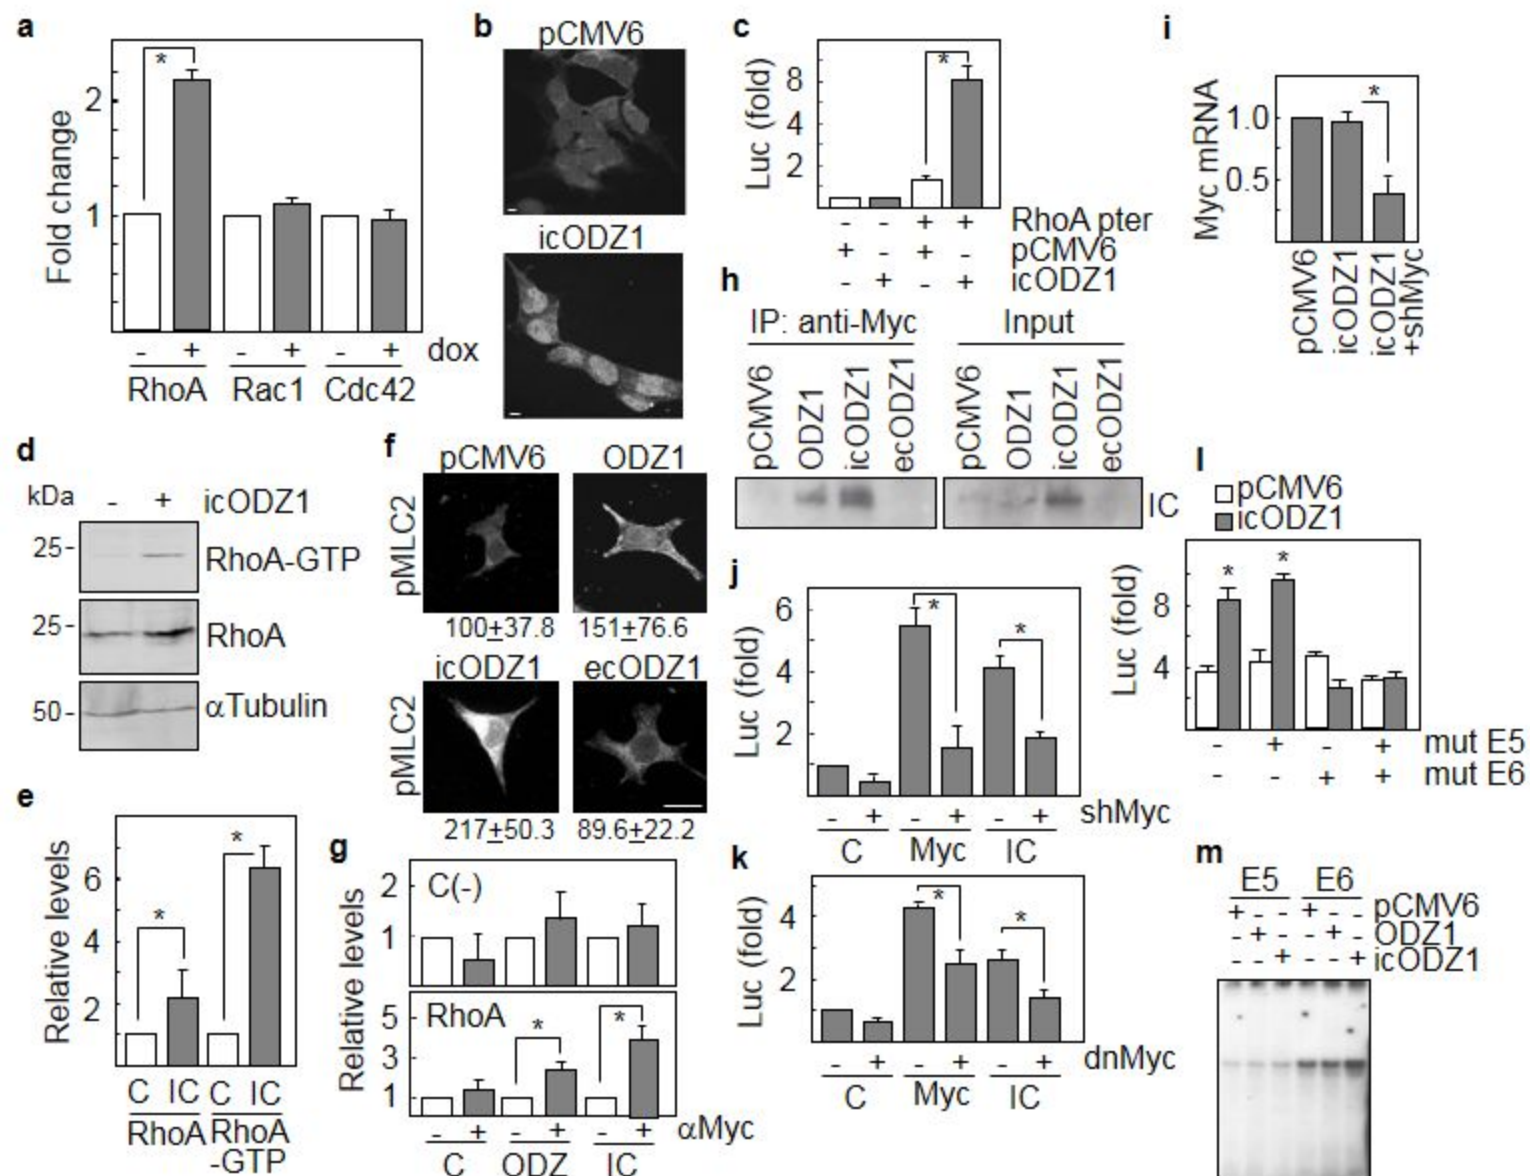 a
Fold change
2
1
*
- + - + - + dox
RhoA Rac1 Cdc42
b
pCMV6
icODZ1
c
Luc (fold)
8
4
2
*
- - + + RhoA pter
+ - + - pCMV6
- + - + icODZ1
i
Myc mRNA
1.0
0.5
*
pCMV6
icODZ1
icODZ1
+shMyc
d
kDa - + icODZ1
25- RhoA-GTP
25- RhoA
50- αTubulin
f
pCMV6 ODZ1
pMLC2
100±37.8 151±76.6
icODZ1 ecODZ1
pMLC2
217±50.3 89.6±22.2
h
IP: anti-Myc Input
pCMV6 ODZ1 icODZ1 ecODZ1 pCMV6 ODZ1 icODZ1 ecODZ1
IC
l
pCMV6
icODZ1
Luc (fold)
8
4
* *
- + - + mut E5
- - + + mut E6
j
Luc (fold)
6
4
2
* *
- + - + - + shMyc
C Myc IC
e
Relative levels
6
4
2
* *
C IC C IC
RhoA RhoA
-GTP
g
Relative levels
C(-)
2
1
RhoA
5
3
1
* *
- + - + - + αMyc
C ODZ IC
k
Luc (fold)
4
2
* *
- + - + - + dnMyc
C Myc IC
m
E5 E6
+ - - + - - pCMV6
- + - - + - ODZ1
- - + - - + icODZ1